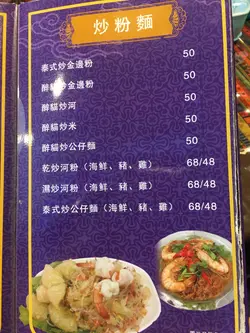 炒粉麵
泰式炒金邊粉 50
醉貓炒金邊粉 50
醉貓炒河 50
醉貓炒米 50
醉貓炒公仔麵 50
乾炒河粉（海鮮、豬、雞） 68/48
濕炒河粉（海鮮、豬、雞） 68/48
泰式炒公仔麵（海鮮、豬、雞） 68/48